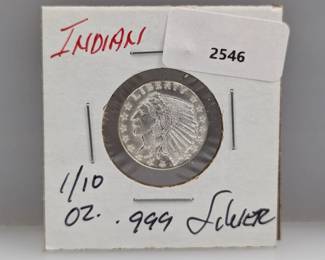 INDIAN
2546
LIBERTY
1/10
OZ. .999 SILVER